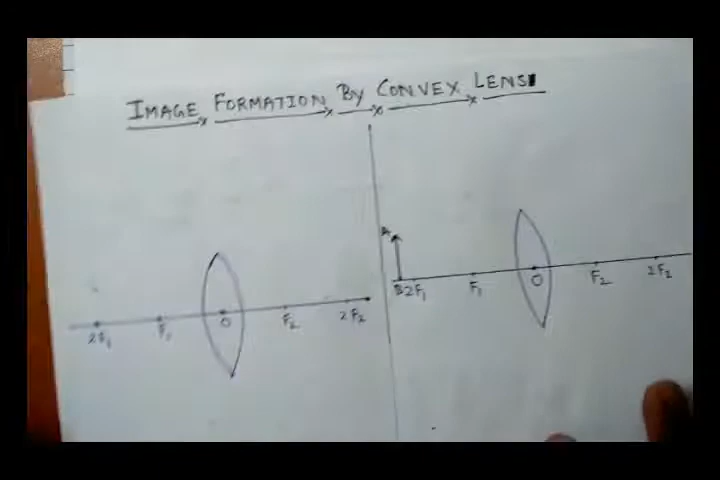 IMAGE FORMATION BY CONVEX LENS
A
B 2F1 F1 O F2 2F2
2F1 F1 O F2 2F2